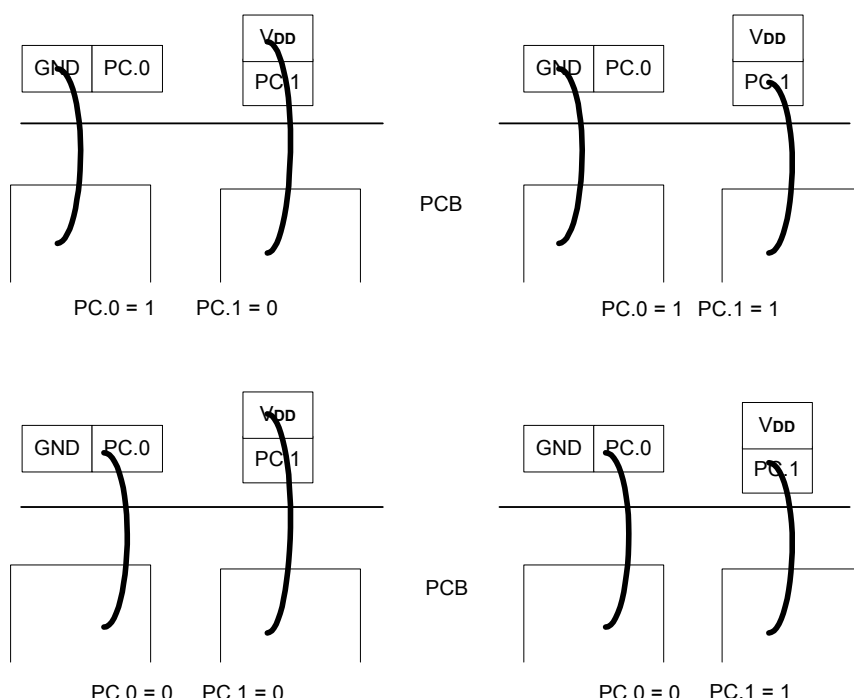 VDD
VDD
GND PC.0
GND PC.0
PC.1
PC.1
PCB
PC.0 = 1 PC.1 = 0
PC.0 = 1 PC.1 = 1
VDD
VDD
GND PC.0
GND PC.0
PC.1
PC.1
PCB
PC.0 = 0 PC.1 = 0
PC.0 = 0 PC.1 = 1